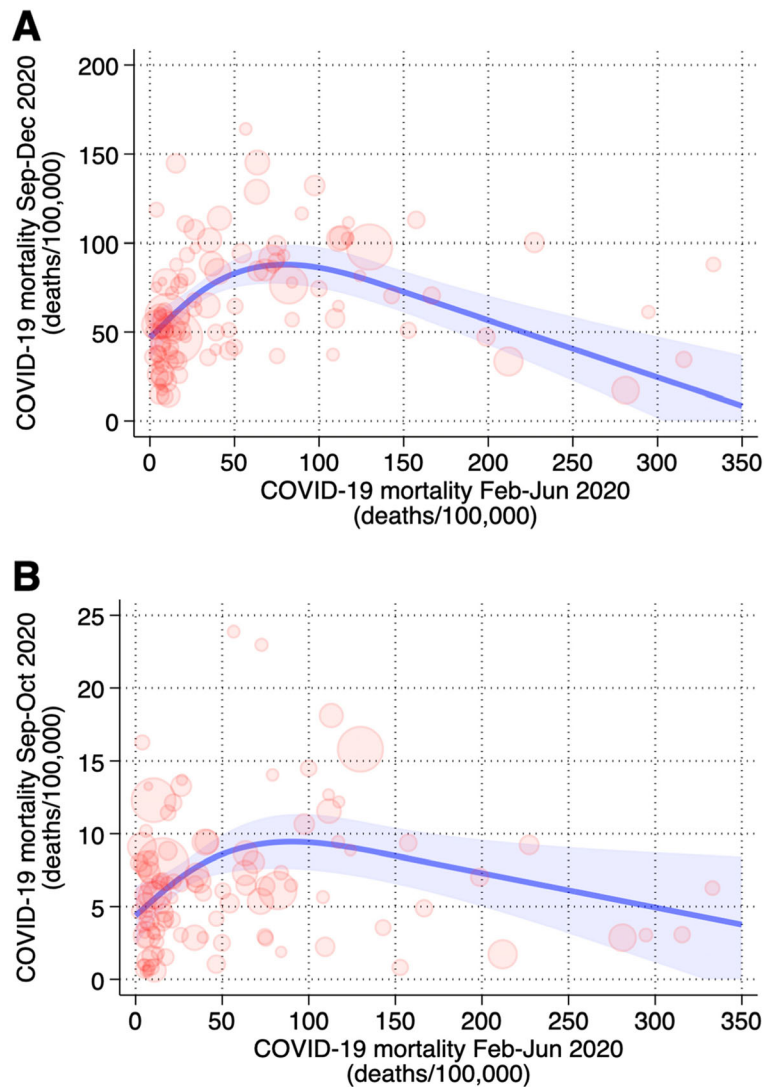 A
COVID-19 mortality Sep-Dec 2020
(deaths/100,000)
200
150
100
50
0
0 50 100 150 200 250 300 350
COVID-19 mortality Feb-Jun 2020
(deaths/100,000)
B
COVID-19 mortality Sep-Oct 2020
(deaths/100,000)
25
20
15
10
5
0
0 50 100 150 200 250 300 350
COVID-19 mortality Feb-Jun 2020
(deaths/100,000)